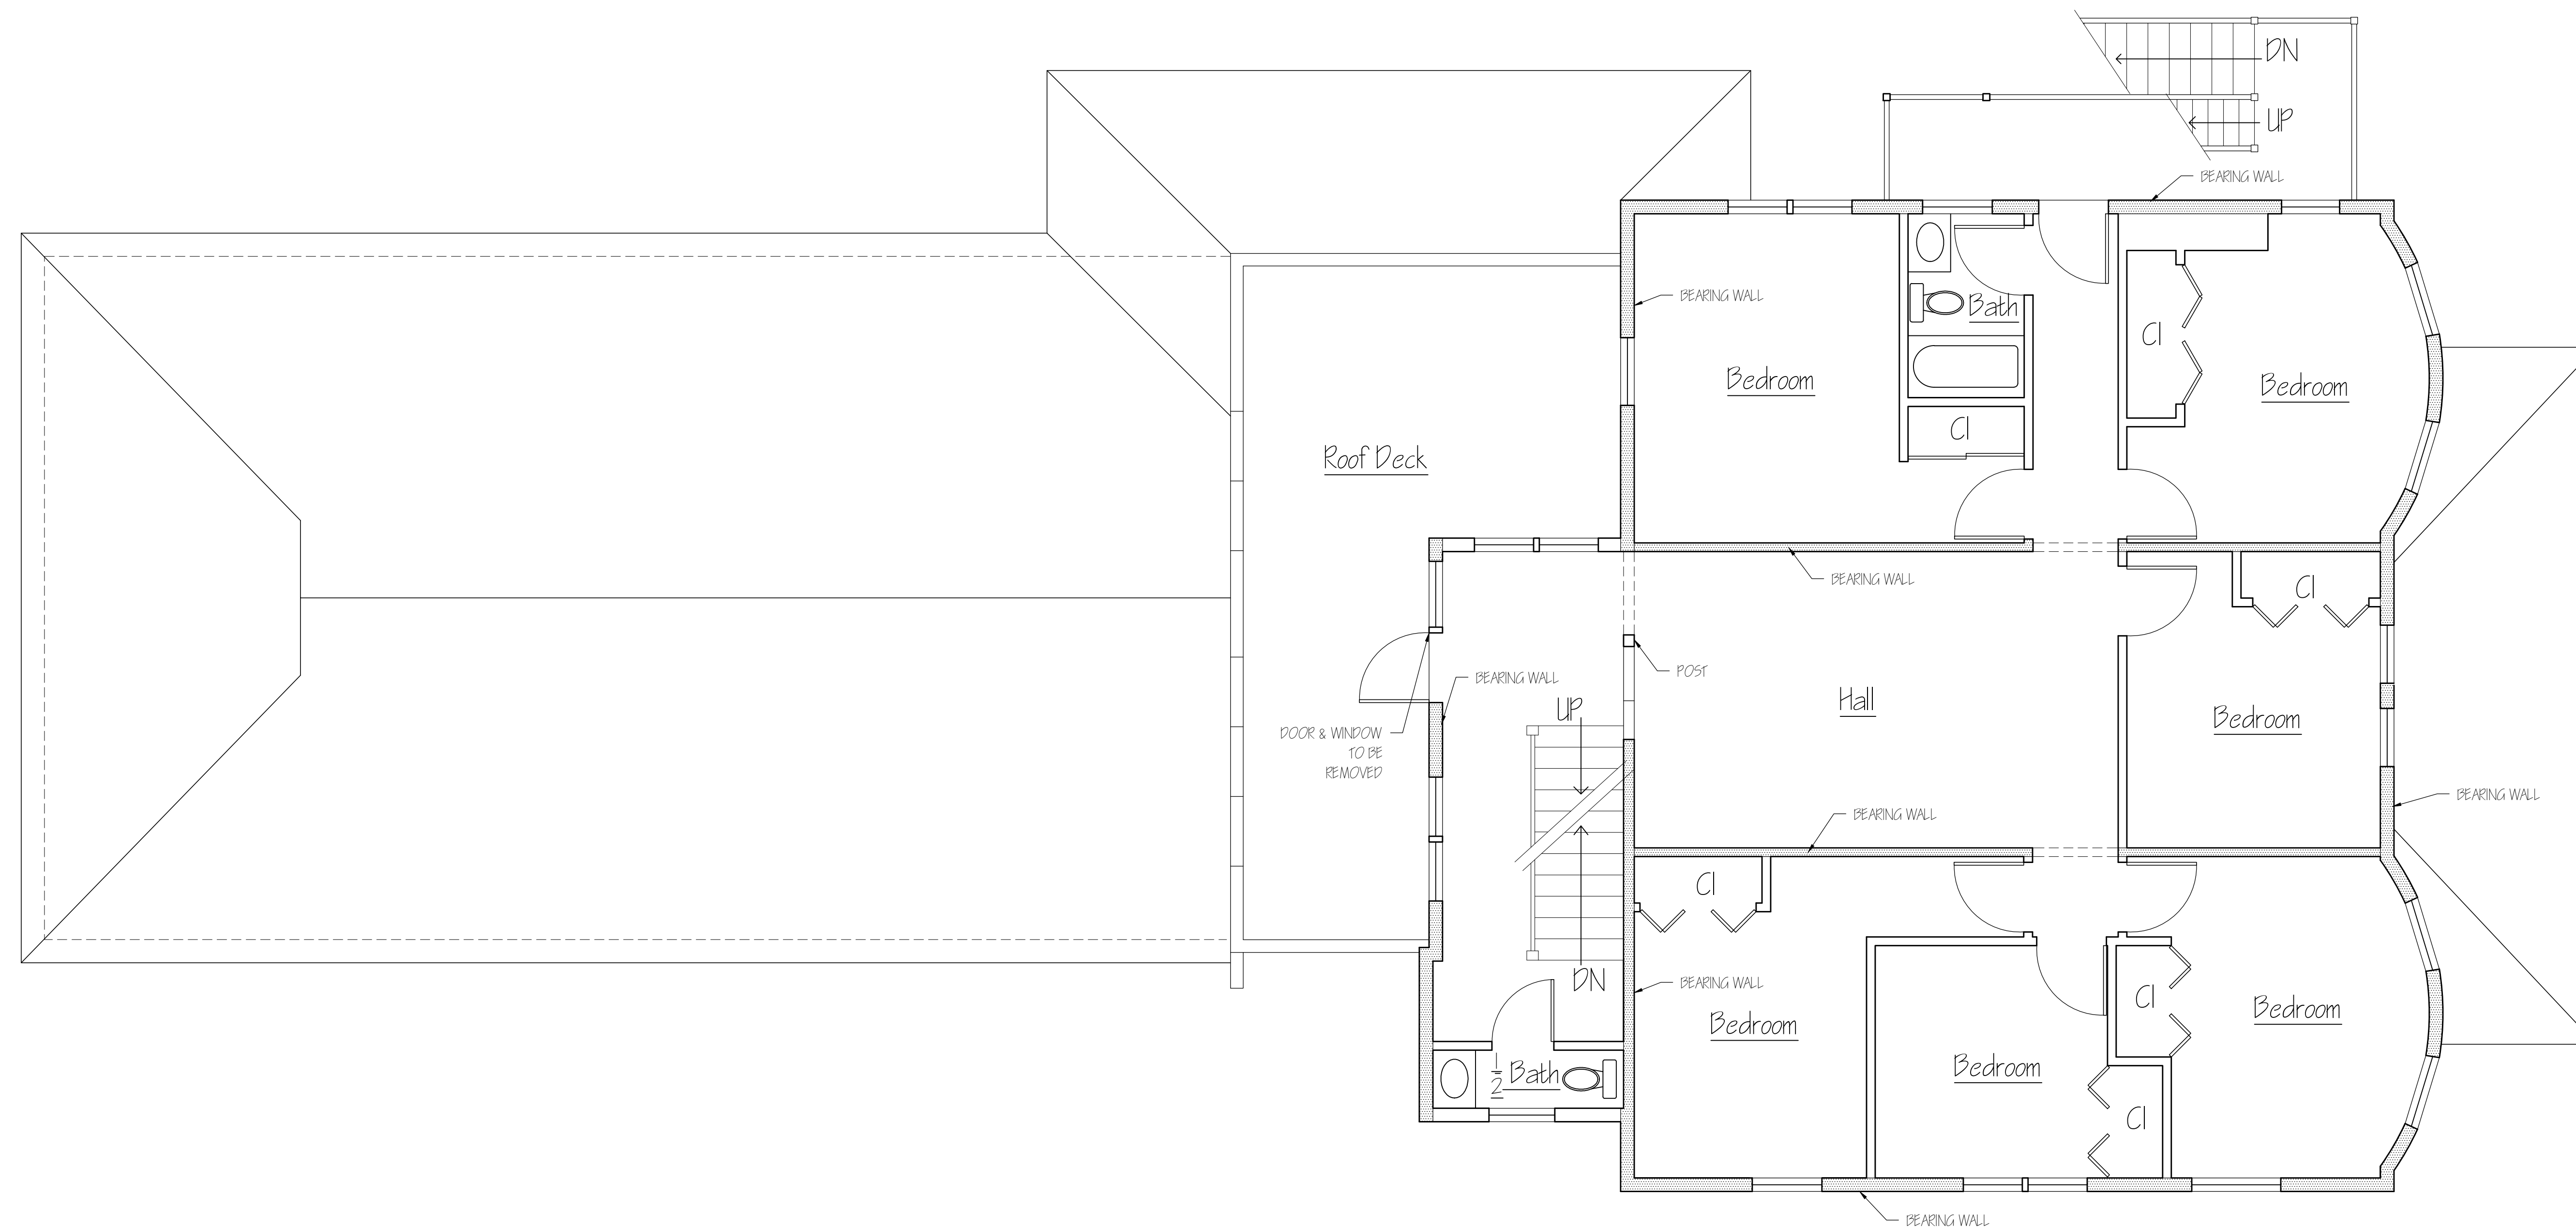 DN
UP
BEARING WALL
BEARING WALL
Bath
Cl
Bedroom
Bedroom
Cl
Roof Deck
BEARING WALL
Cl
POST
BEARING WALL
UP
Hall
Bedroom
DOOR & WINDOW
TO BE
REMOVED
BEARING WALL
BEARING WALL
Cl
DN
BEARING WALL
Cl
Bedroom
Bedroom
1/2 Bath
Bedroom
Cl
BEARING WALL